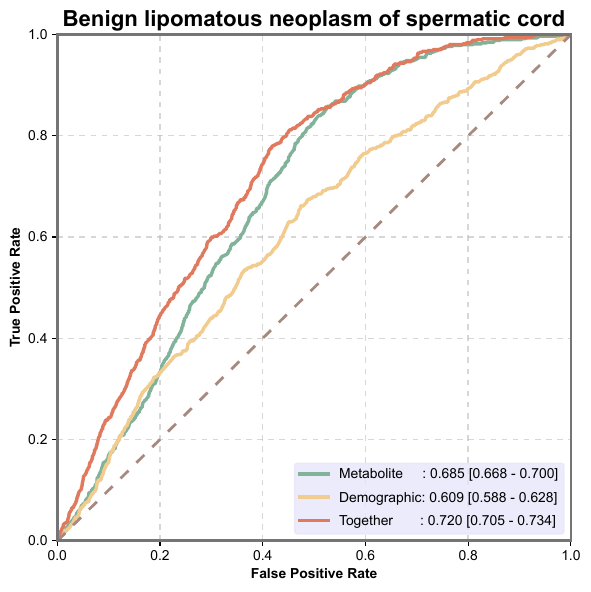 Benign lipomatous neoplasm of spermatic cord
True Positive Rate
1.0
0.8
0.6
0.4
0.2
0.0
Metabolite : 0.685 [0.668 - 0.700]
Demographic: 0.609 [0.588 - 0.628]
Together : 0.720 [0.705 - 0.734]
0.0 0.2 0.4 0.6 0.8 1.0
False Positive Rate